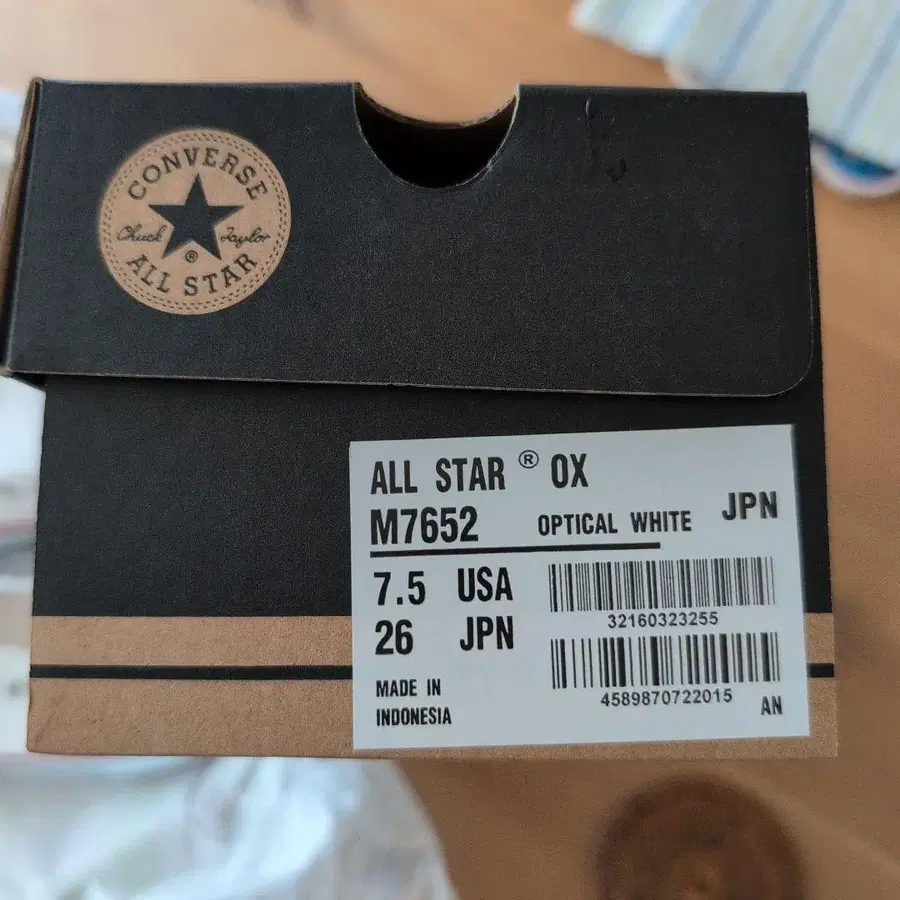 CONVERSE
Chuck Taylor
®
ALL STAR
ALL STAR ® OX
M7652 OPTICAL WHITE JPN
7.5 USA
32160323255
26 JPN
4589870722015
MADE IN
INDONESIA
AN